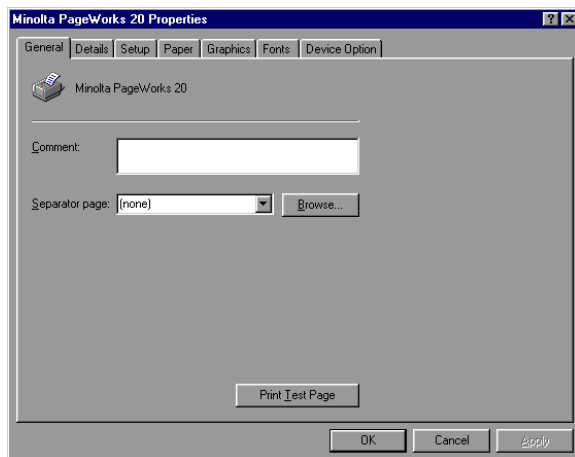 Minolta PageWorks 20 Properties
General Details Setup Paper Graphics Fonts Device Option
Minolta PageWorks 20
Comment:
Separator page: (none) Browse...
Print Test Page
OK Cancel Apply